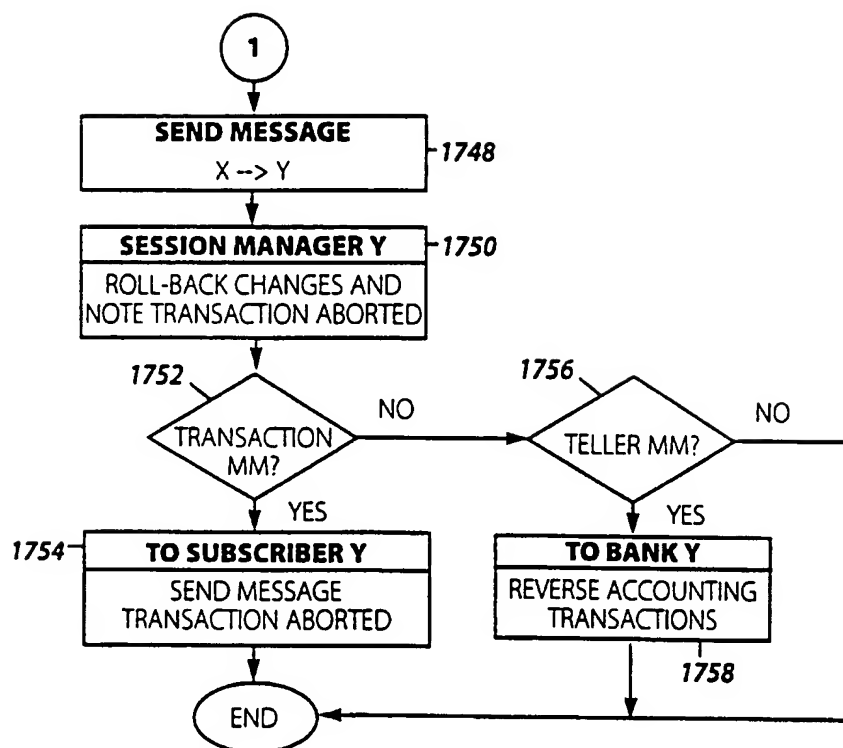 1
SEND MESSAGE
X --> Y
1748
SESSION MANAGER Y
1750
ROLL-BACK CHANGES AND
NOTE TRANSACTION ABORTED
1752
TRANSACTION
MM?
NO
YES
1756
TELLER MM?
NO
YES
1754
TO SUBSCRIBER Y
SEND MESSAGE
TRANSACTION ABORTED
TO BANK Y
REVERSE ACCOUNTING
TRANSACTIONS
1758
END